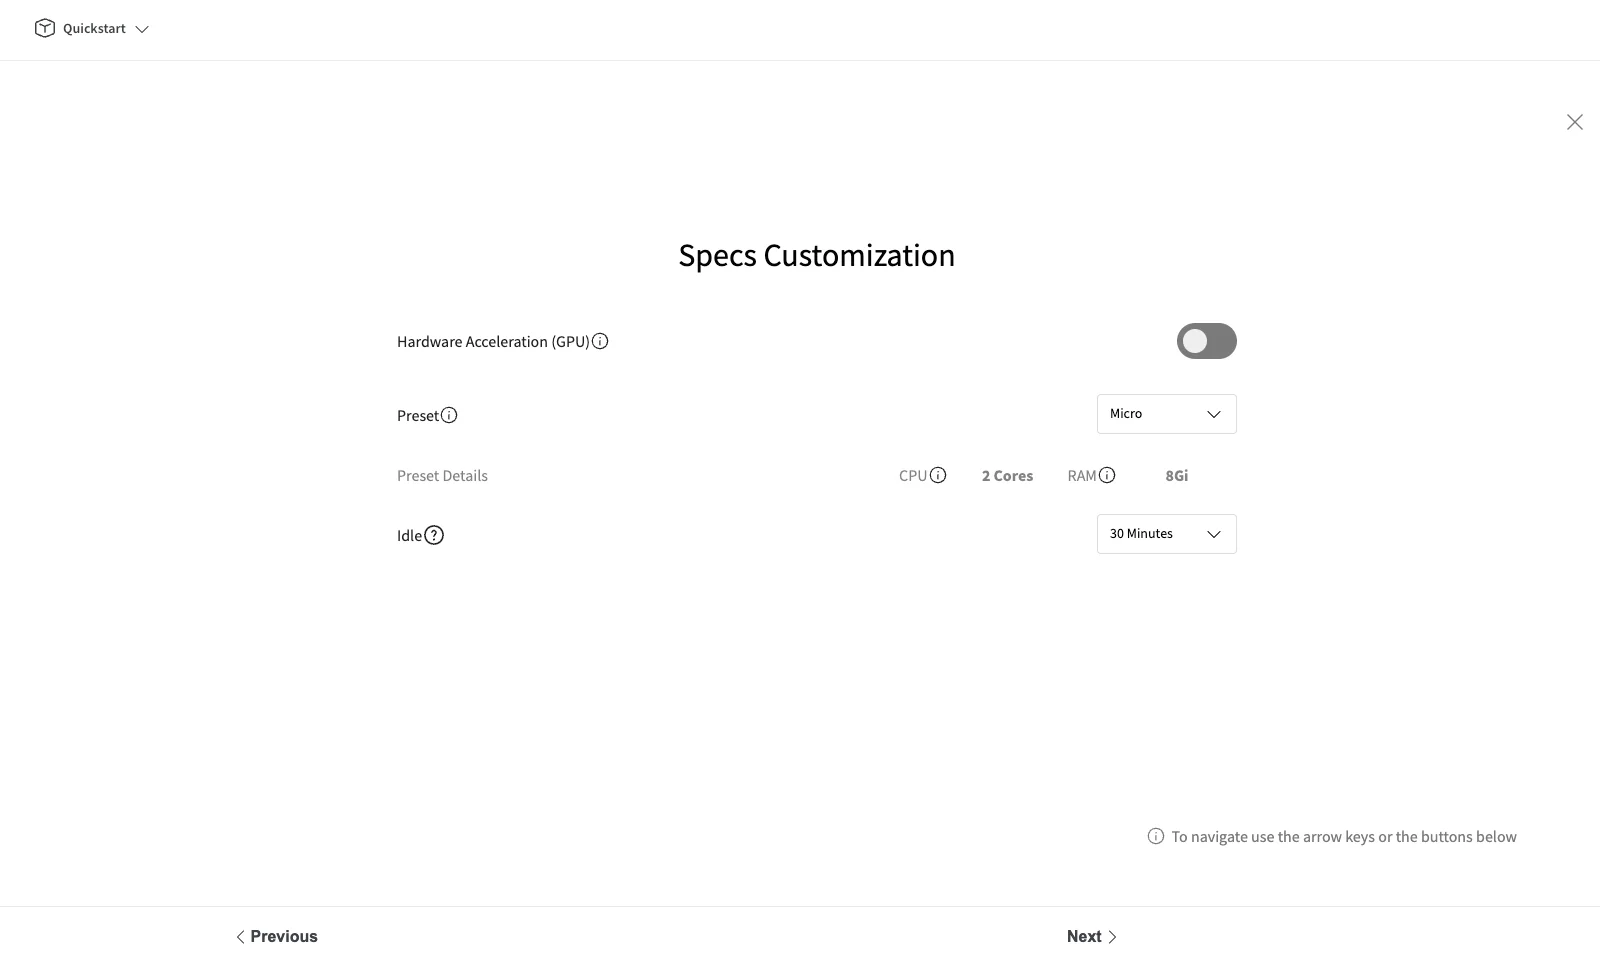 Quickstart
Specs Customization
Hardware Acceleration (GPU)
Preset
Micro
Preset Details CPU 2 Cores RAM 8Gi
Idle
30 Minutes
To navigate use the arrow keys or the buttons below
Previous
Next